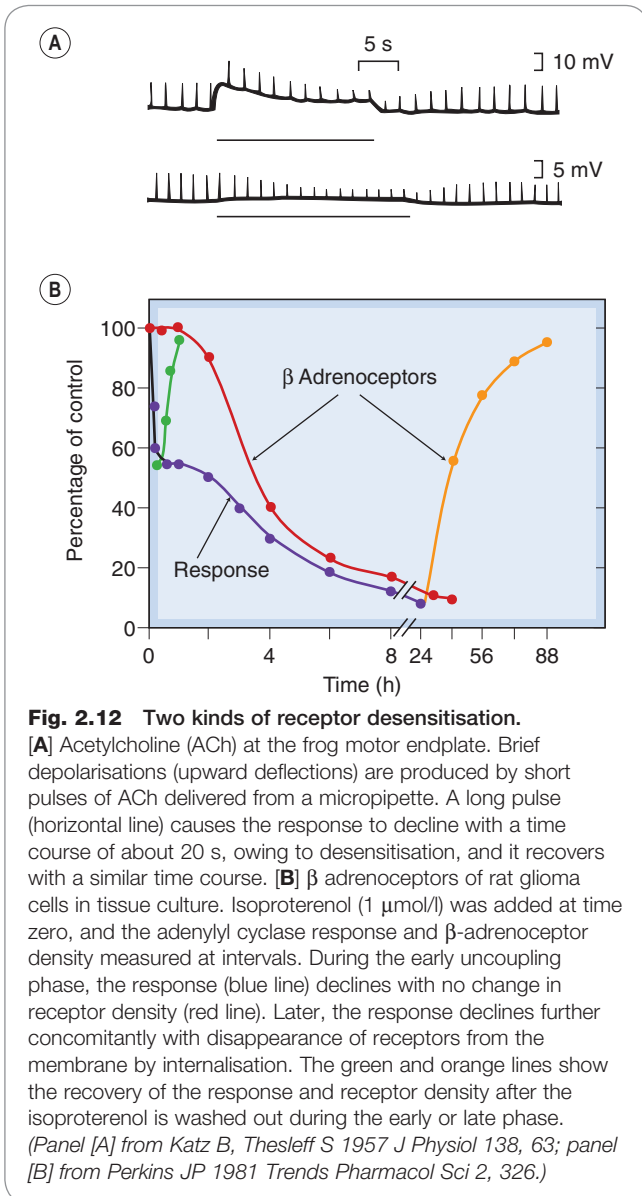 A
5 s
10 mV
5 mV
B
100
80
60
40
20
0
Percentage of control
β Adrenoceptors
Response
0 4 8 24 56 88
Time (h)
Fig. 2.12 Two kinds of receptor desensitisation.
[A] Acetylcholine (ACh) at the frog motor endplate. Brief
depolarisations (upward deflections) are produced by short
pulses of ACh delivered from a micropipette. A long pulse
(horizontal line) causes the response to decline with a time
course of about 20 s, owing to desensitisation, and it recovers
with a similar time course. [B] β adrenoceptors of rat glioma
cells in tissue culture. Isoproterenol (1 μmol/l) was added at time
zero, and the adenylyl cyclase response and β-adrenoceptor
density measured at intervals. During the early uncoupling
phase, the response (blue line) declines with no change in
receptor density (red line). Later, the response declines further
concomitantly with disappearance of receptors from the
membrane by internalisation. The green and orange lines show
the recovery of the response and receptor density after the
isoproterenol is washed out during the early or late phase.
(Panel [A] from Katz B, Thesleff S 1957 J Physiol 138, 63; panel
[B] from Perkins JP 1981 Trends Pharmacol Sci 2, 326.)